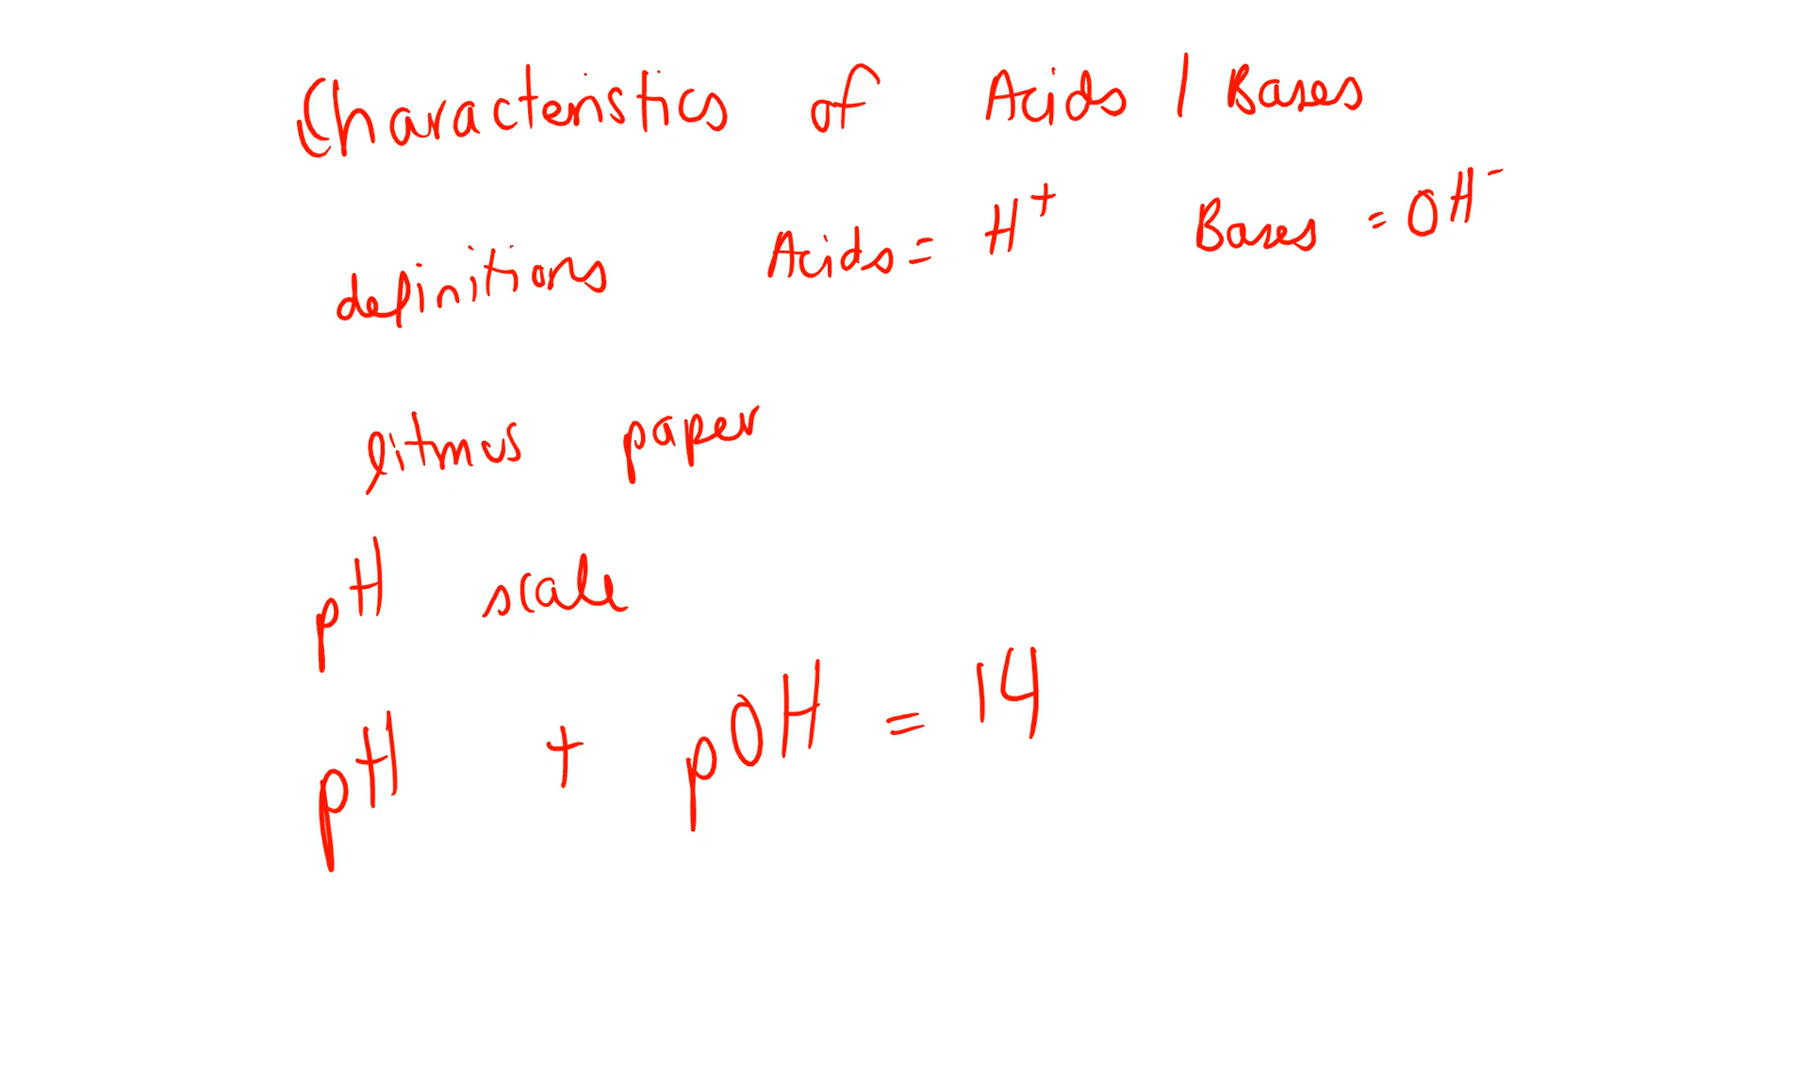 Characteristics of Acids / Bases
definitions Acids = H⁺ Bases = OH⁻
litmus paper
pH scale
pH + pOH = 14